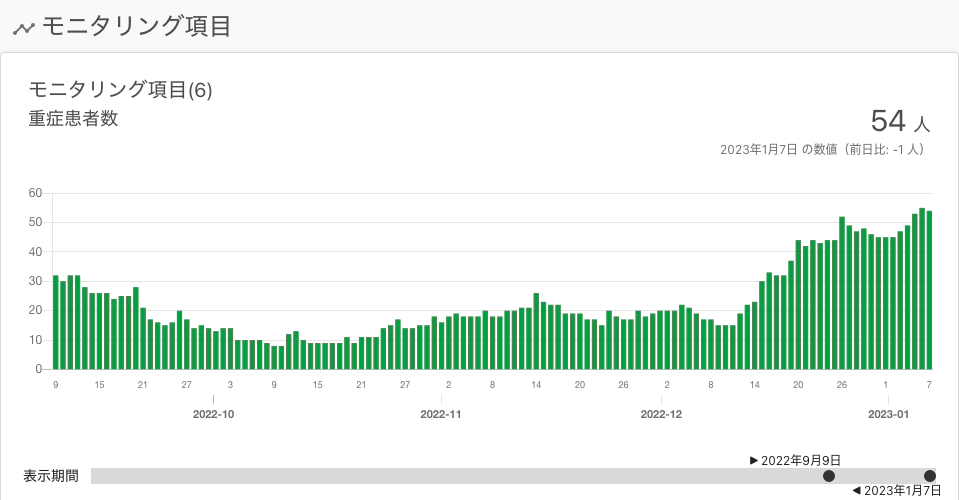 モニタリング項目
モニタリング項目(6)
重症患者数
54 人
2023年1月7日 の数値（前日比: -1 人）
60
50
40
30
20
10
0
9 15 21 27 3 9 15 21 27 2 8 14 20 26 2 8 14 20 26 1 7
2022-10 2022-11 2022-12 2023-01
▶ 2022年9月9日
表示期間
◀ 2023年1月7日